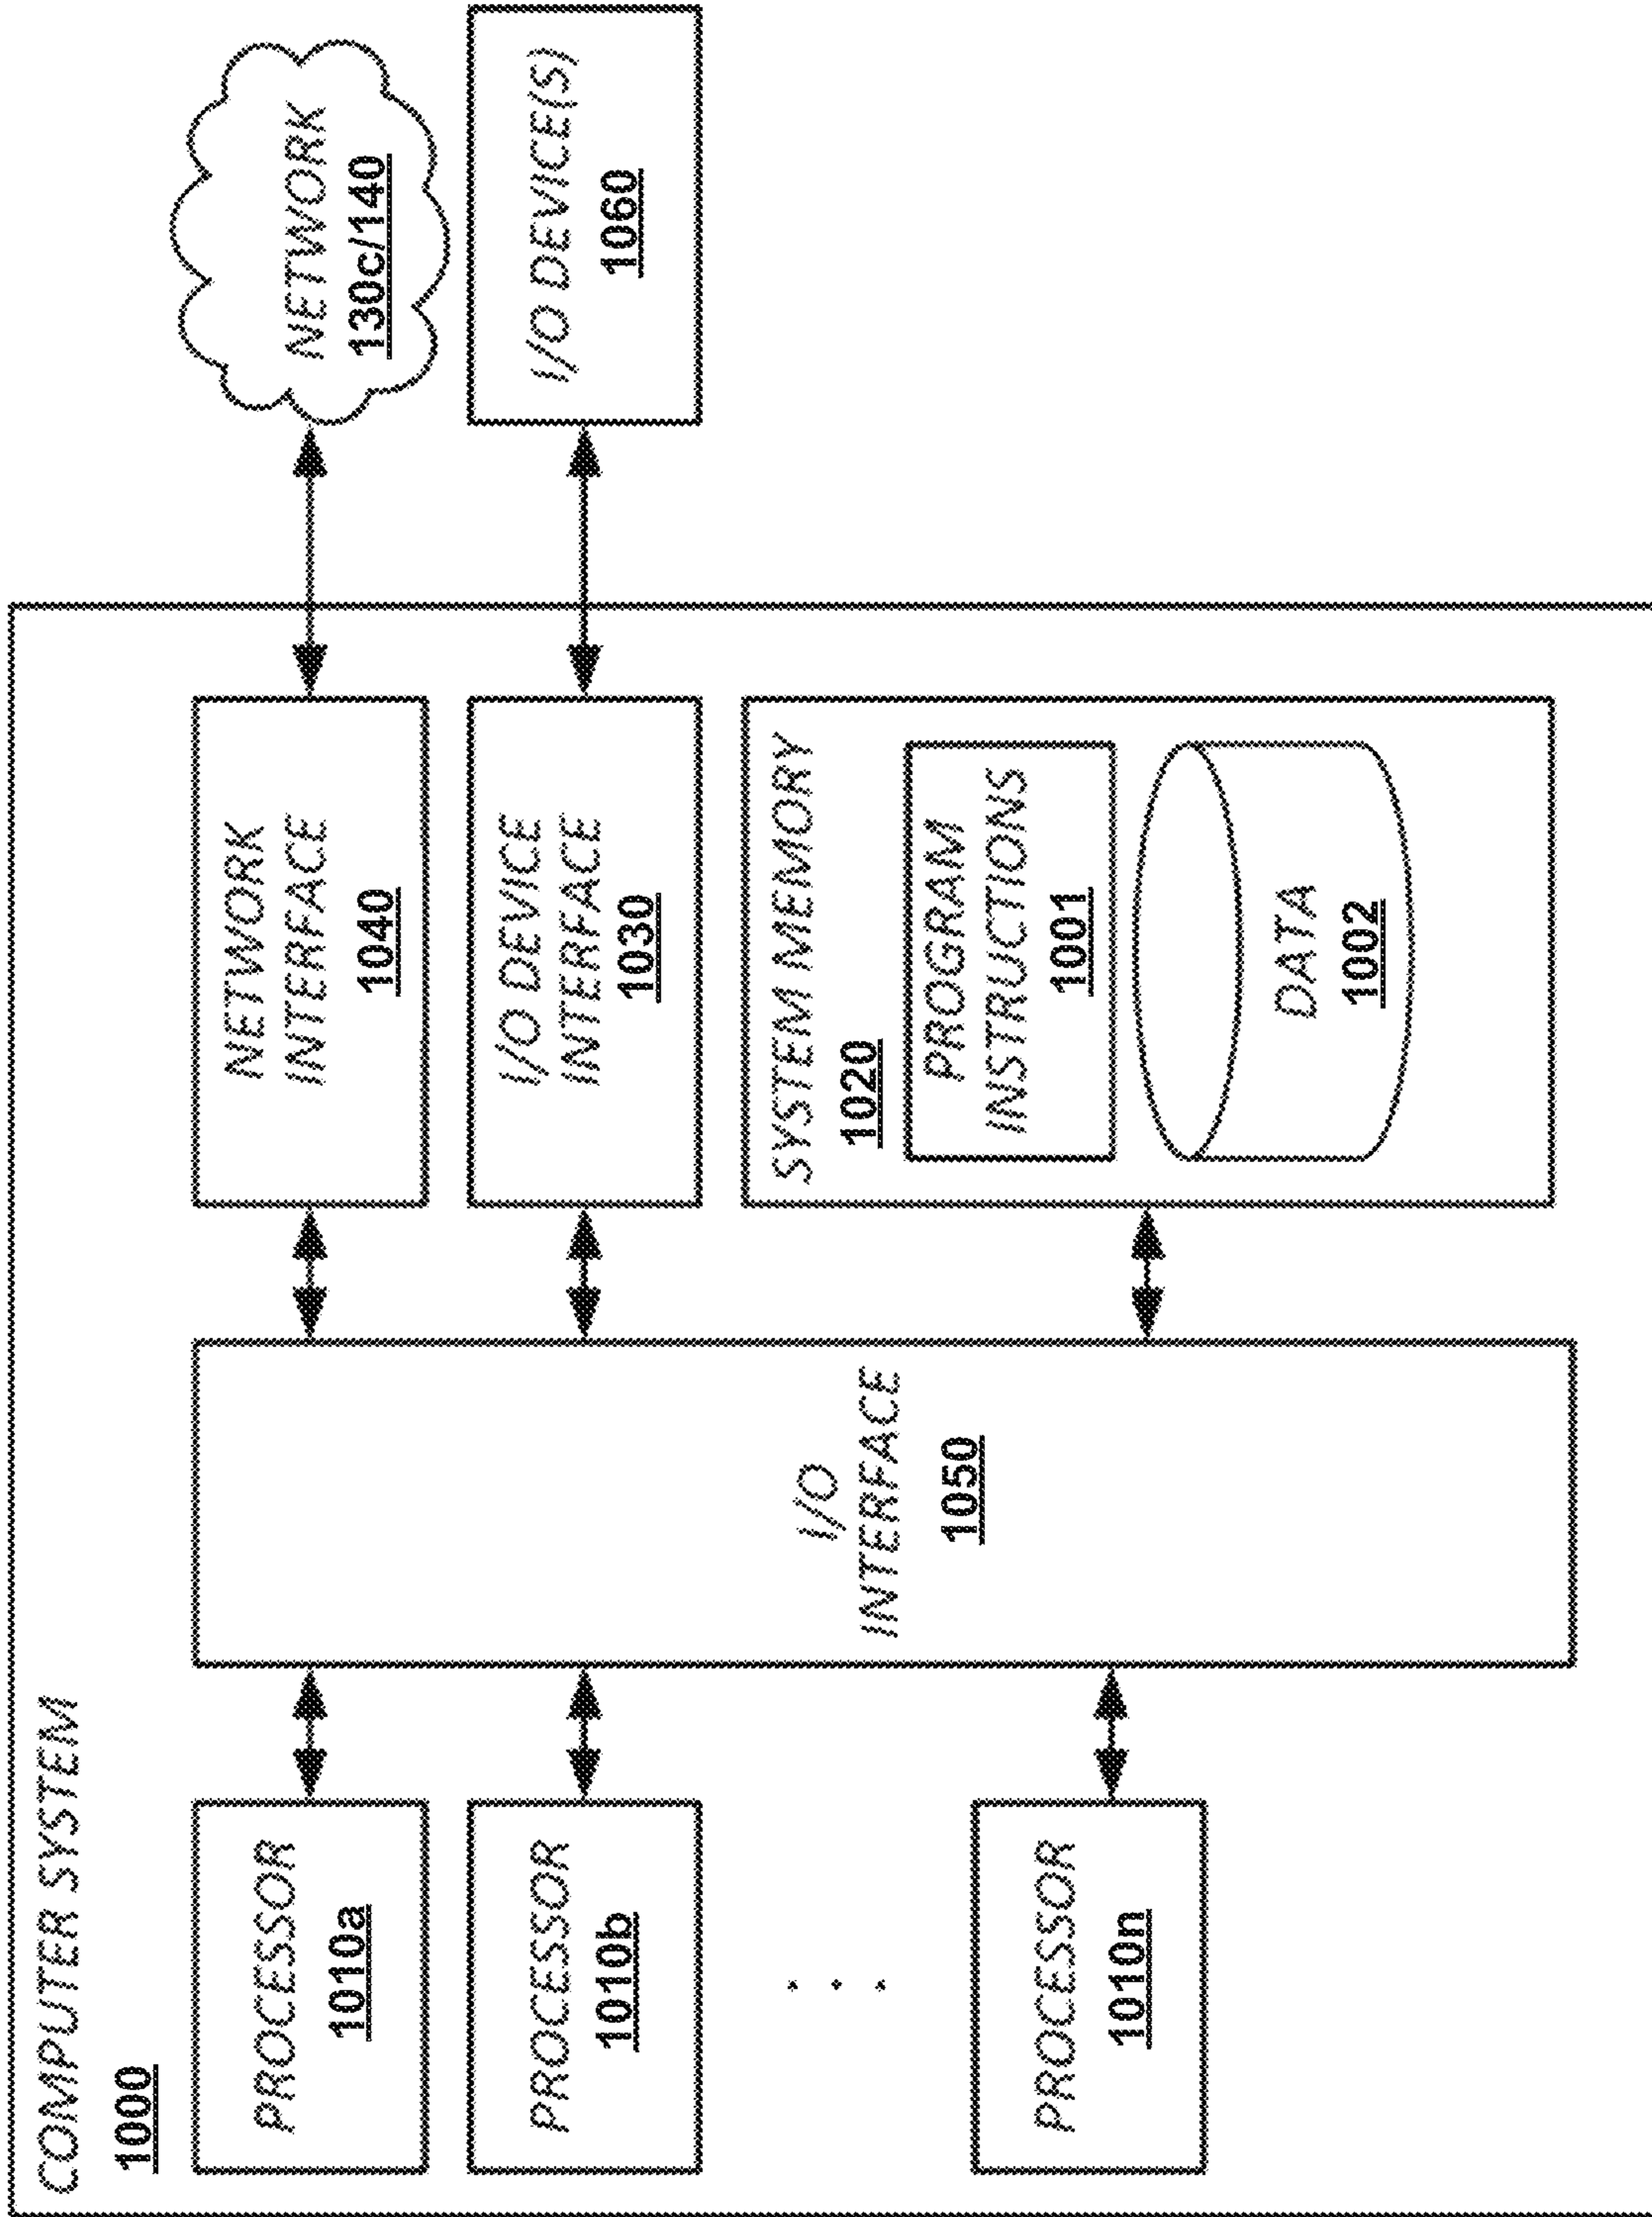 COMPUTER SYSTEM
1000
PROCESSOR
1010a
PROCESSOR
1010b
. . .
PROCESSOR
1010n
I/O
INTERFACE
1050
NETWORK
INTERFACE
1040
I/O DEVICE
INTERFACE
1030
SYSTEM MEMORY
1020
PROGRAM
INSTRUCTIONS
1001
DATA
1002
NETWORK
130c/140
I/O DEVICE(S)
1060